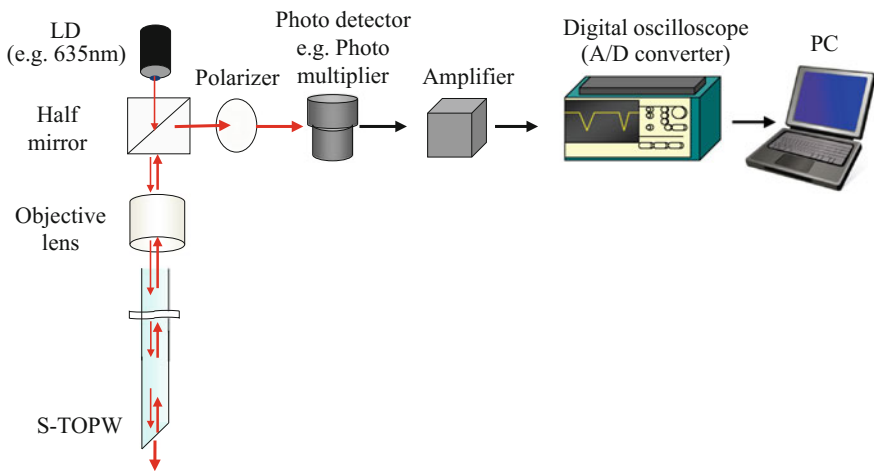 LD
(e.g. 635nm)
Photo detector
e.g. Photo
multiplier
Digital oscilloscope
(A/D converter)
PC
Polarizer
Amplifier
Half
mirror
Objective
lens
S-TOPW